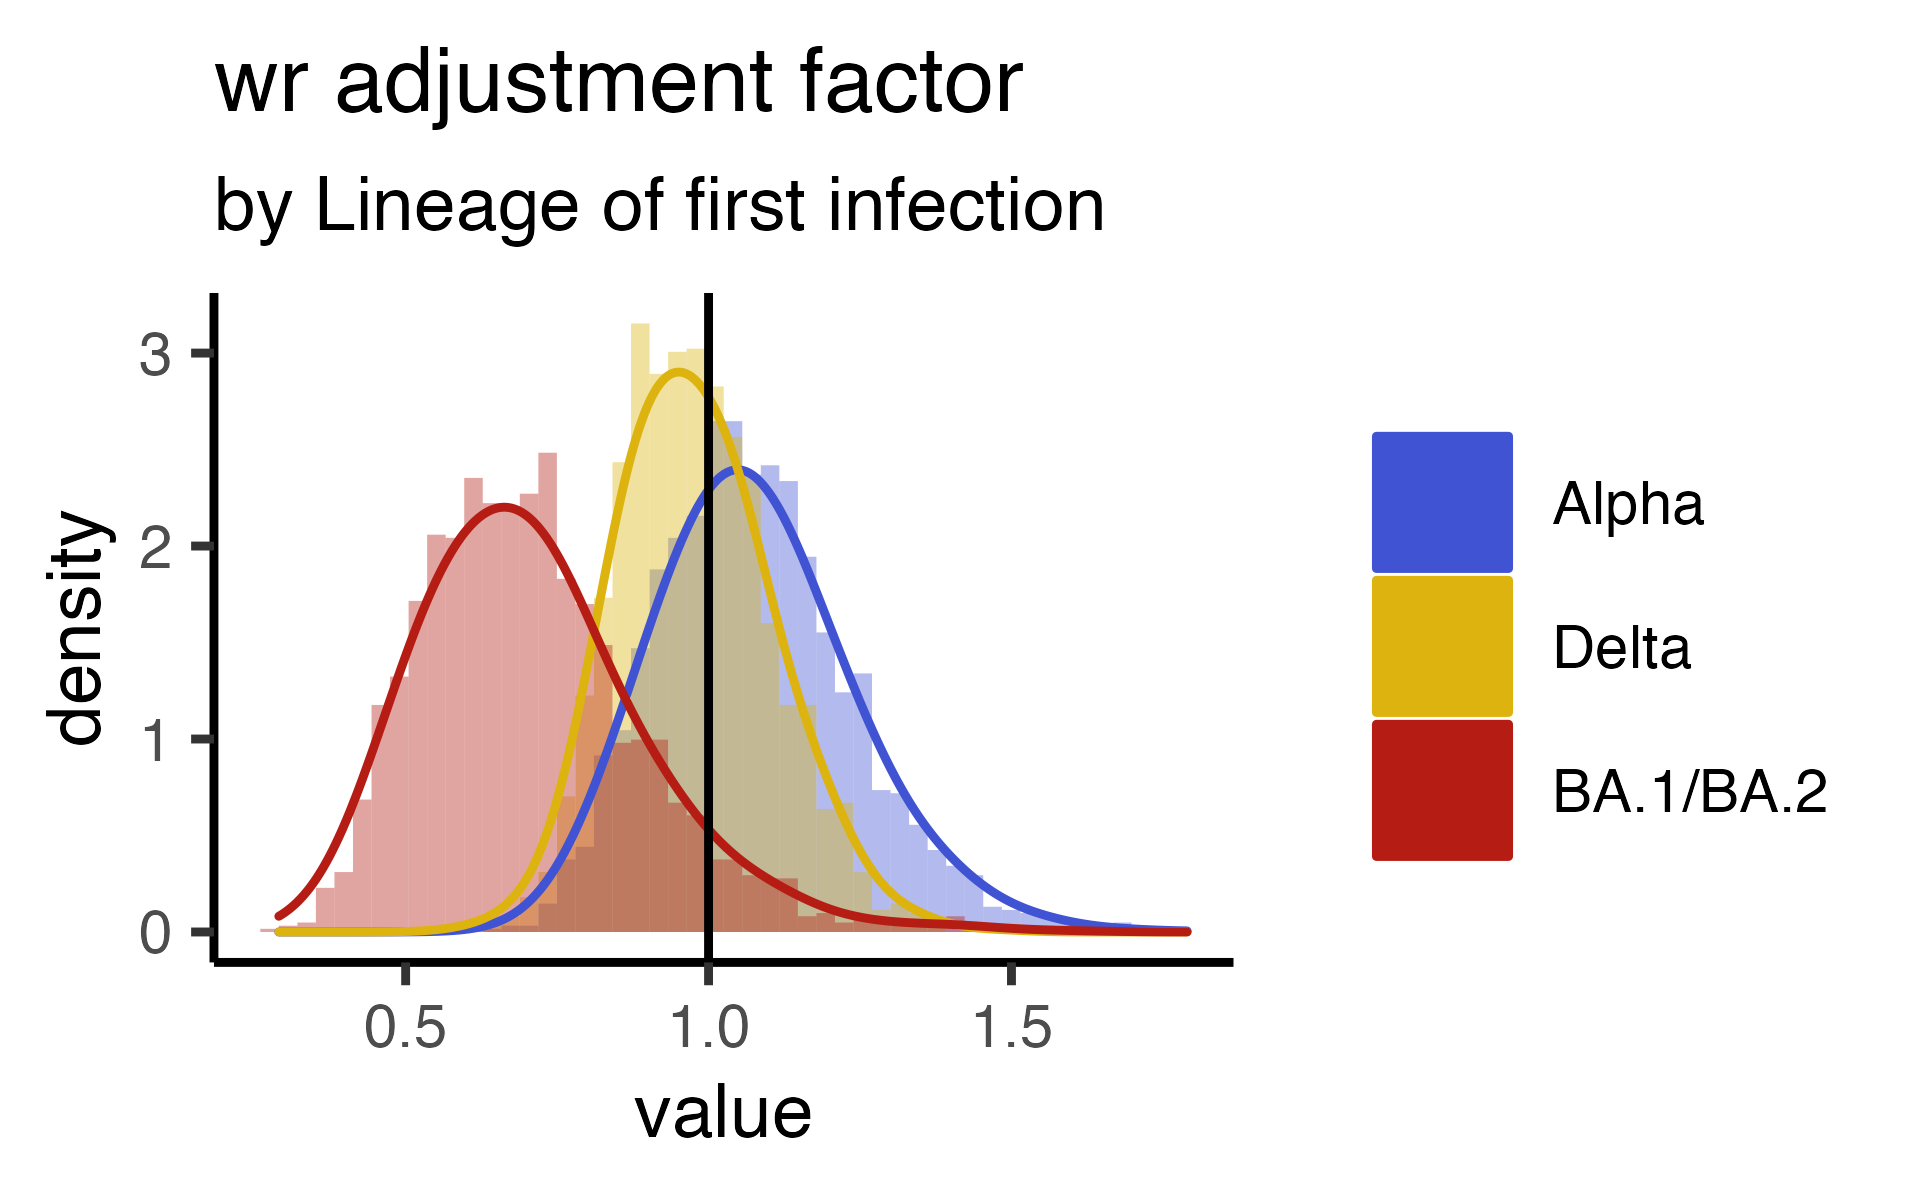 wr adjustment factor
by Lineage of first infection
density
3
2
1
0
0.5
1.0
1.5
value
Alpha
Delta
BA.1/BA.2